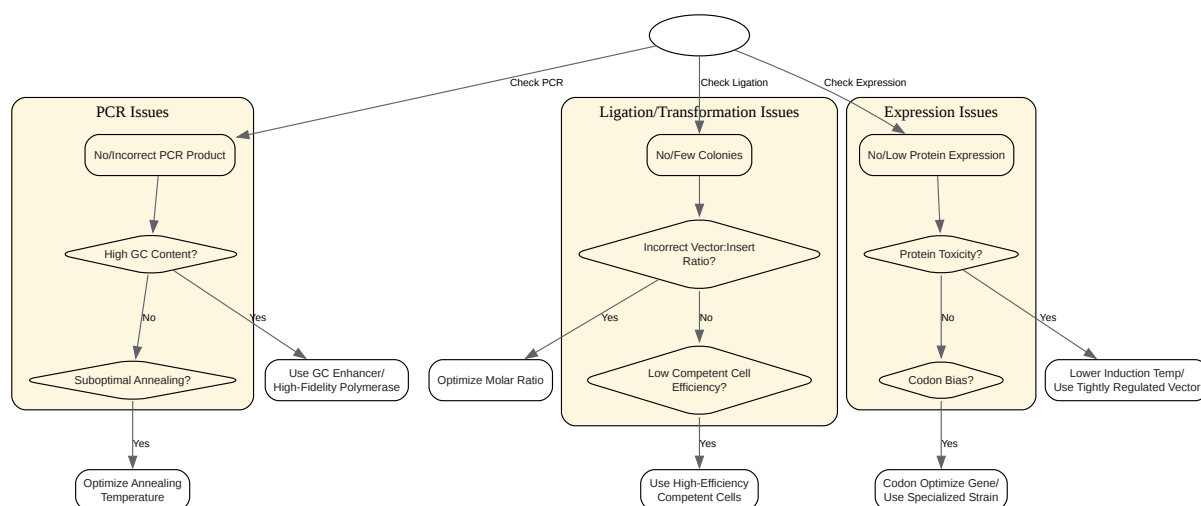 Check PCR
Check Ligation
Check Expression
PCR Issues
Ligation/Transformation Issues
Expression Issues
No/Incorrect PCR Product
No/Few Colonies
No/Low Protein Expression
High GC Content?
Incorrect Vector:Insert
Ratio?
Protein Toxicity?
No
Yes
Yes
No
No
Yes
Suboptimal Annealing?
Use GC Enhancer/
High-Fidelity Polymerase
Optimize Molar Ratio
Low Competent Cell
Efficiency?
Codon Bias?
Lower Induction Temp/
Use Tightly Regulated Vector
Yes
Yes
Yes
Optimize Annealing
Temperature
Use High-Efficiency
Competent Cells
Codon Optimize Gene/
Use Specialized Strain